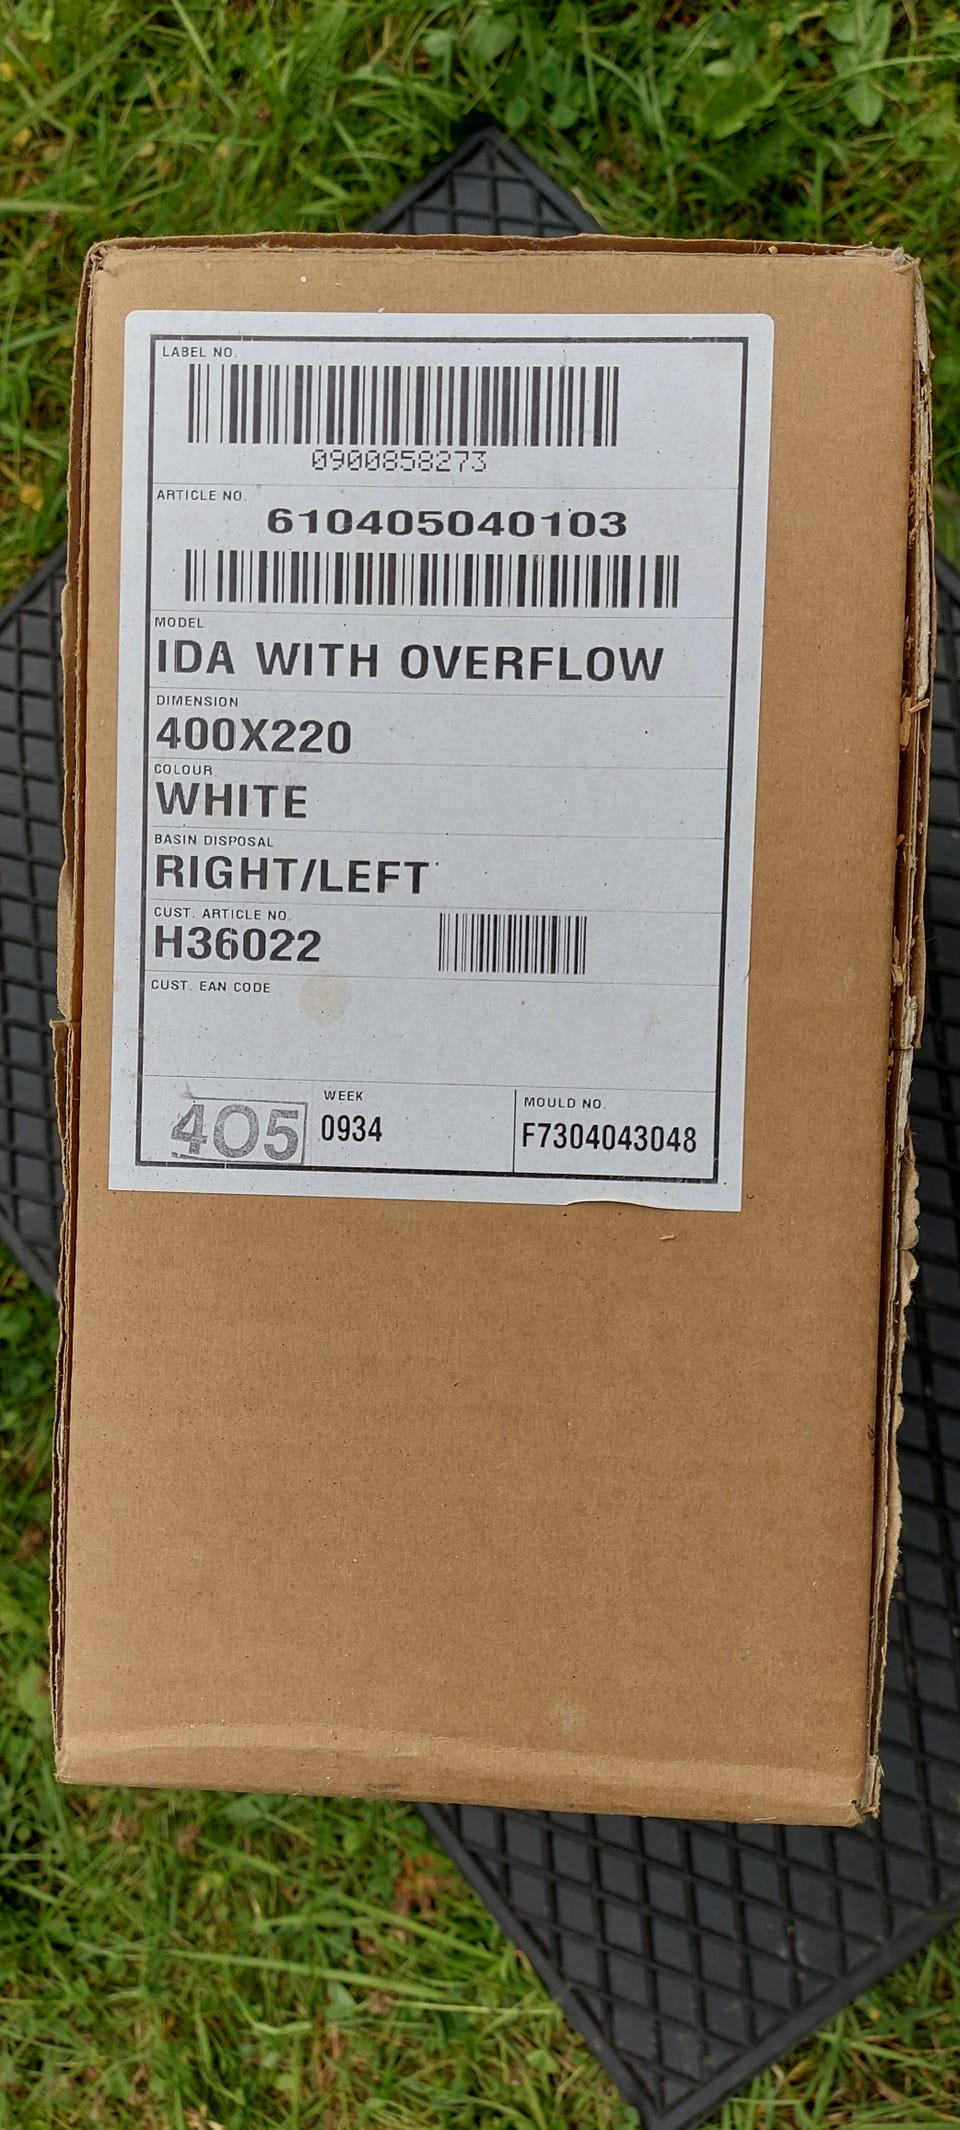 LABEL NO.
0900858273
ARTICLE NO.
610405040103
MODEL
IDA WITH OVERFLOW
DIMENSION
400X220
COLOUR
WHITE
BASIN DISPOSAL
RIGHT/LEFT
CUST. ARTICLE NO.
H36022
CUST. EAN CODE
405
WEEK
0934
MOULD NO.
F7304043048